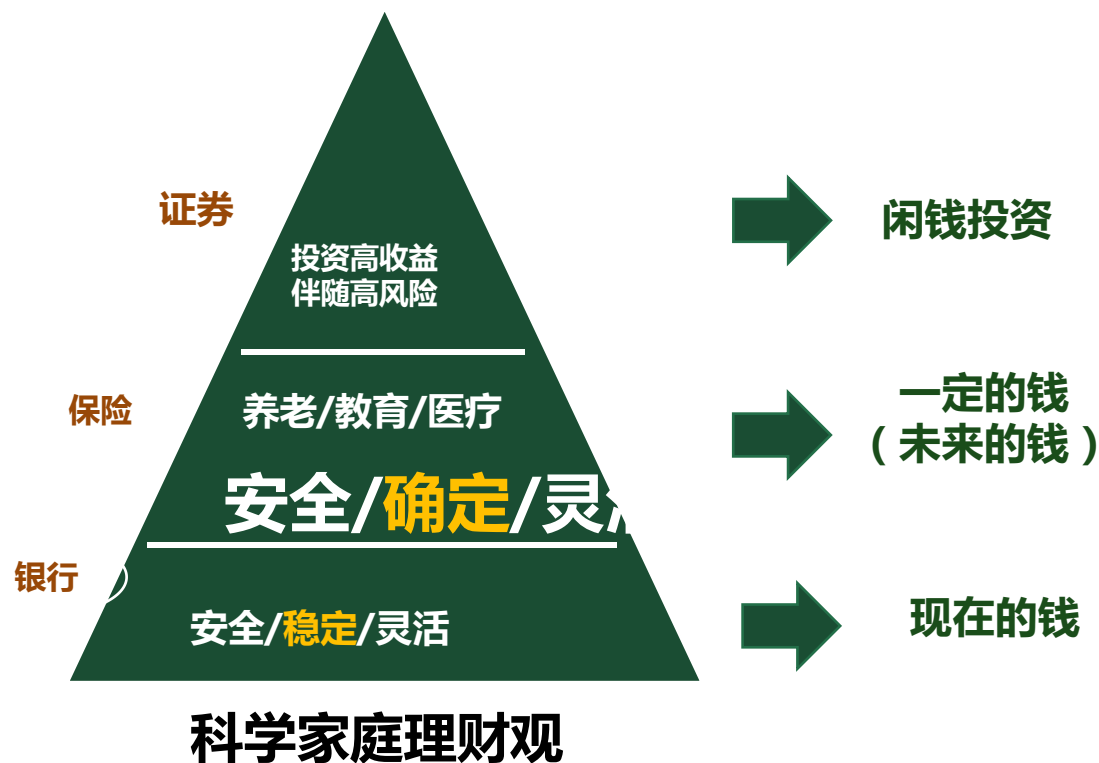 证券
投资高收益
伴随高风险
闲钱投资
保险
养老/教育/医疗
安全/确定/灵活
一定的钱
（未来的钱）
银行
安全/稳定/灵活
现在的钱
科学家庭理财观